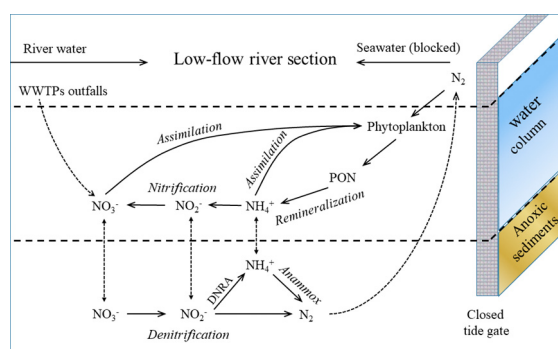 River water
Low-flow river section
Seawater (blocked)
N₂
WWTPs outfalls
Phytoplankton
Assimilation
Assimilation
PON
Nitrification
Remineralization
NO₃⁻
NO₂⁻
NH₄⁺
water
column
Anoxic
sediments
NH₄⁺
DNRA
Anammox
NO₃⁻
NO₂⁻
N₂
Denitrification
Closed
tide gate